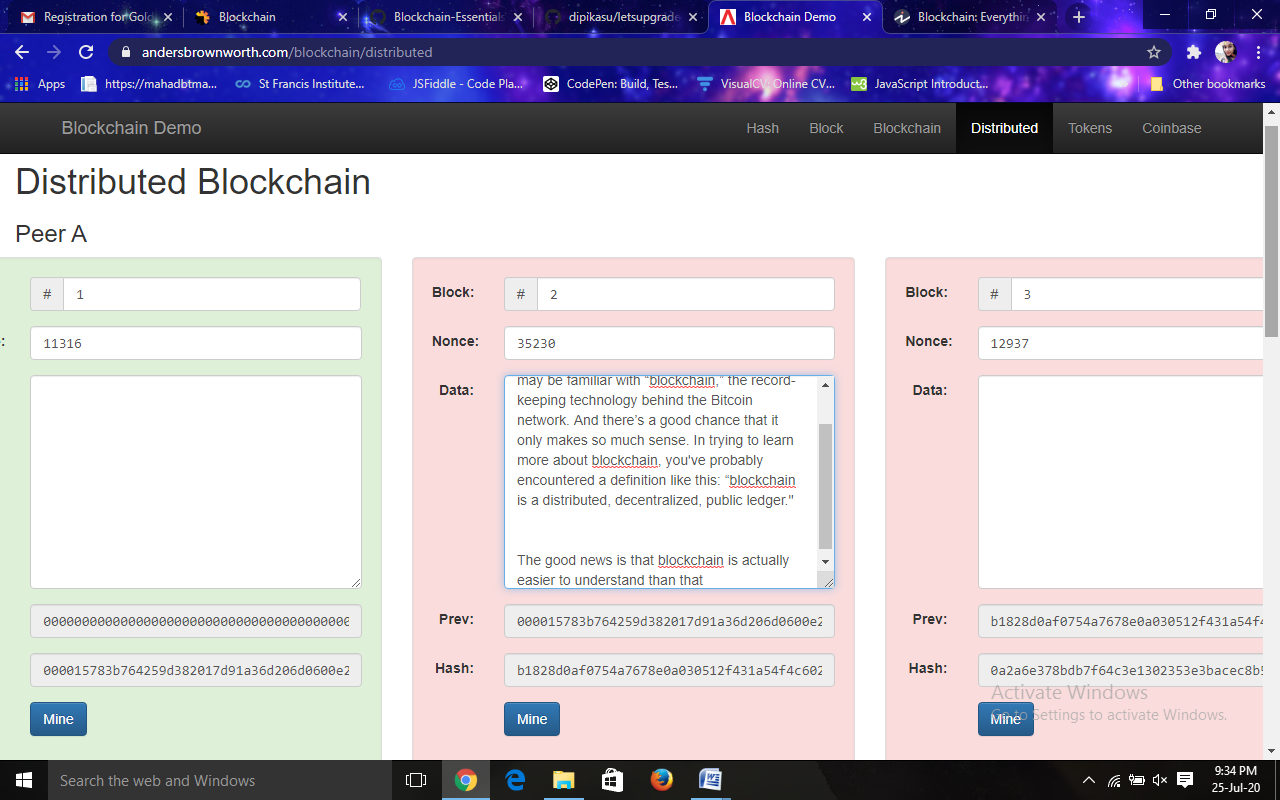 Registration for Gold
Blockchain
Blockchain-Essentials
dipikasu/letsupgrade
Blockchain Demo
Blockchain: Everythin
andersbrownworth.com/blockchain/distributed
Apps
https://mahadbtma...
St Francis Institute...
JSFiddle - Code Pla...
CodePen: Build, Tes...
VisualCV: Online CV...
JavaScript Introduct...
Other bookmarks
Blockchain Demo
Hash
Block
Blockchain
Distributed
Tokens
Coinbase
Distributed Blockchain
Peer A
# 1
:
11316
000015783b764259d382017d91a36d206d0600e2
Mine
Block:
# 2
Nonce:
35230
Data:
may be familiar with “blockchain,” the record-
keeping technology behind the Bitcoin
network. And there’s a good chance that it
only makes so much sense. In trying to learn
more about blockchain, you've probably
encountered a definition like this: “blockchain
is a distributed, decentralized, public ledger."
The good news is that blockchain is actually
easier to understand than that
Prev:
000015783b764259d382017d91a36d206d0600e2
Hash:
b1828d0af0754a7678e0a030512f431a54f4c602
Mine
Block:
# 3
Nonce:
12937
Data:
Prev:
b1828d0af0754a7678e0a030512f431a54f4
Hash:
0a2a6e378bdb7f64c3e1302353e3bacec8b5
Mine
Activate Windows
Go to Settings to activate Windows.
Search the web and Windows
9:34 PM
25-Jul-20